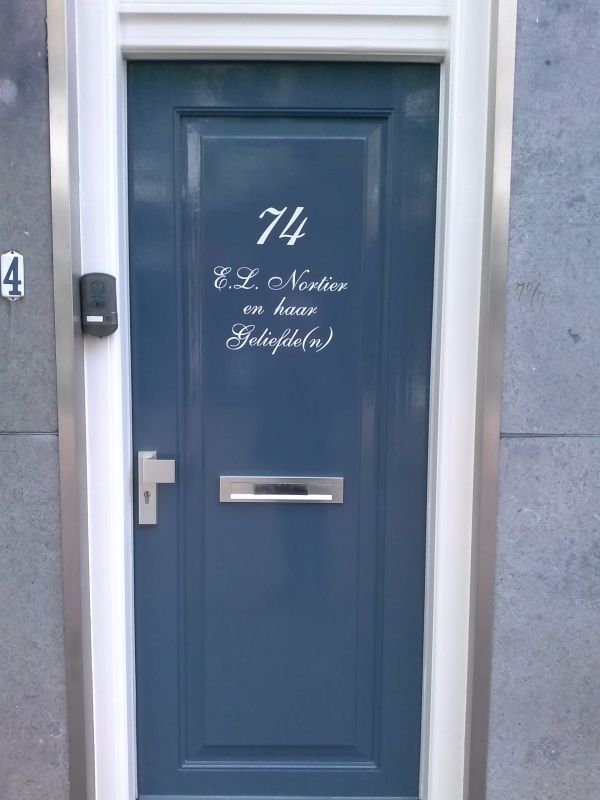 74
E.L. Nortier
en haar
Geliefde(n)
4